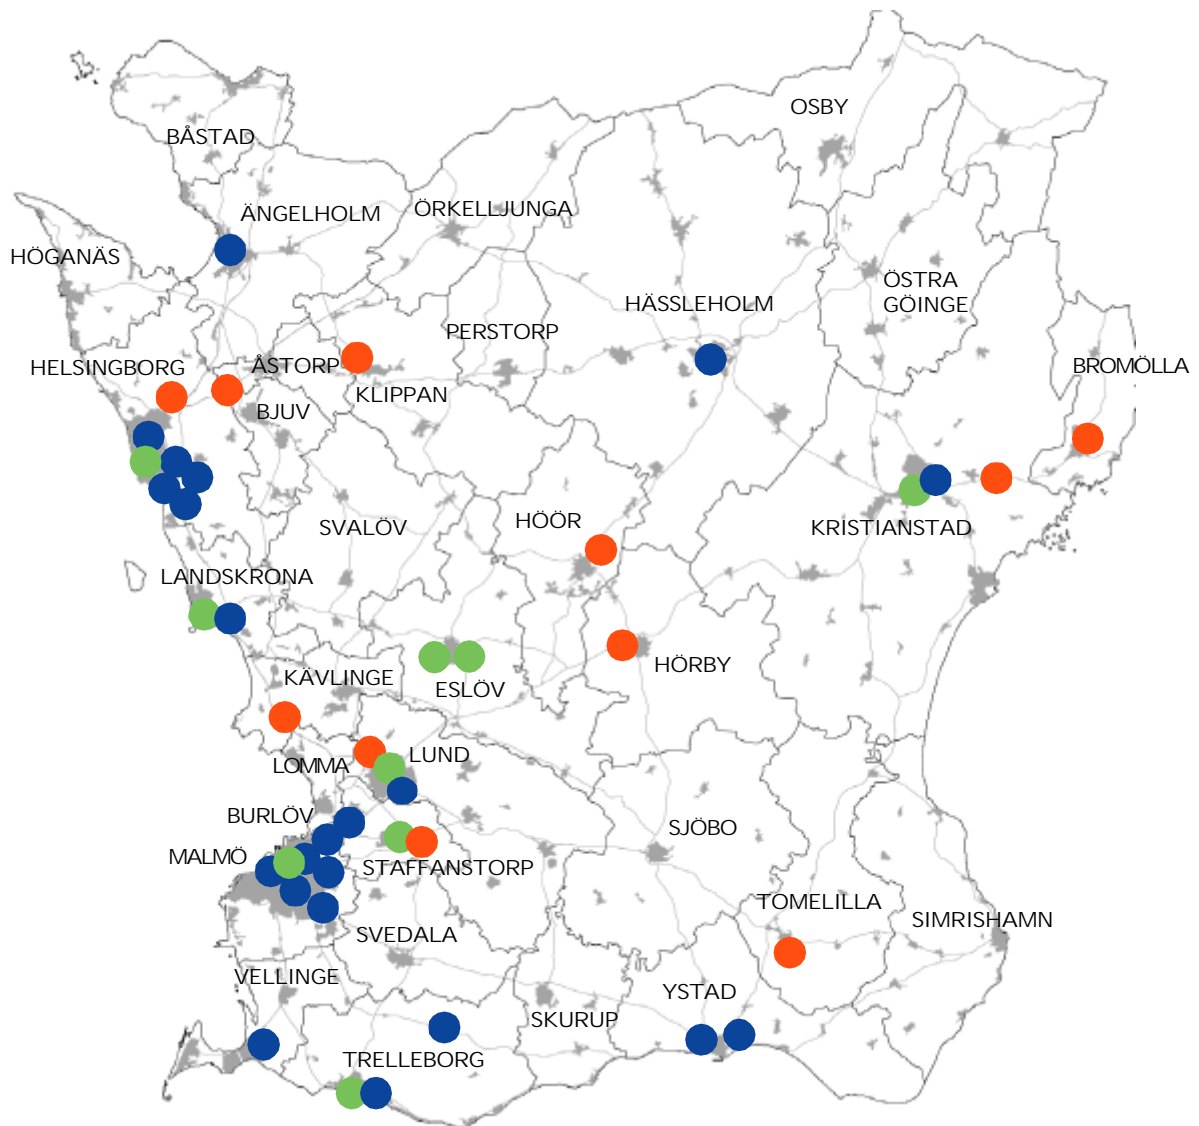 OSBY
BÅSTAD
ÖRKELLJUNGA
ÄNGELHOLM
HÖGANÄS
ÖSTRA
GÖINGE
HÄSSLEHOLM
PERSTORP
HELSINGBORG
ÅSTORP
BROMÖLLA
KLIPPAN
BJUV
HÖÖR
SVALÖV
KRISTIANSTAD
LANDSKRONA
HÖRBY
KÄVLINGE
ESLÖV
LUND
LOMMA
BURLÖV
SJÖBO
MALMÖ
STAFFANSTORP
TOMELILLA
SIMRISHAMN
SVEDALA
VELLINGE
YSTAD
SKURUP
TRELLEBORG